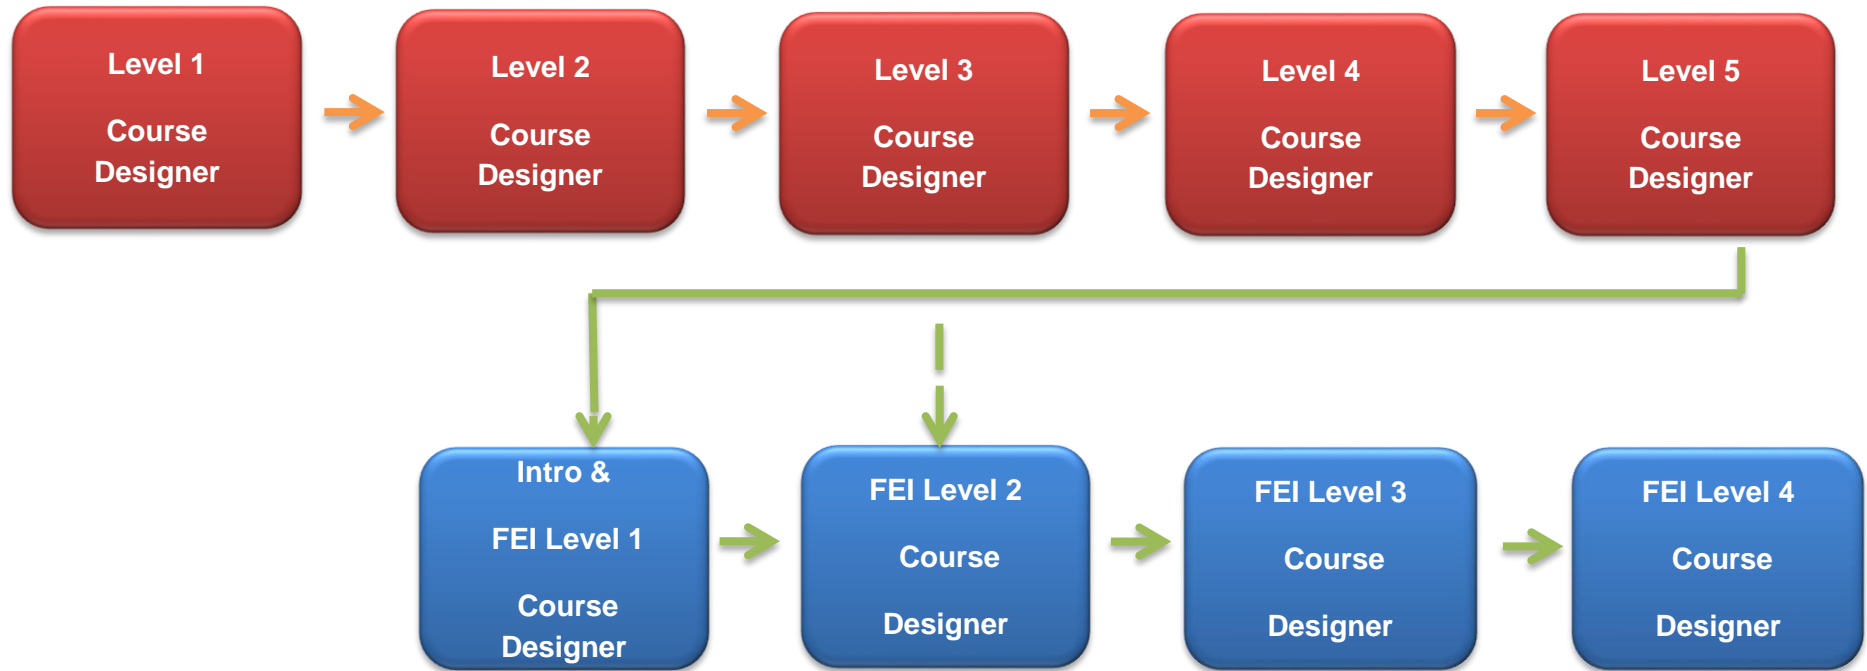 Level 1
Course
Designer
Level 2
Course
Designer
Level 3
Course
Designer
Level 4
Course
Designer
Level 5
Course
Designer
Intro &
FEI Level 1
Course
Designer
FEI Level 2
Course
Designer
FEI Level 3
Course
Designer
FEI Level 4
Course
Designer